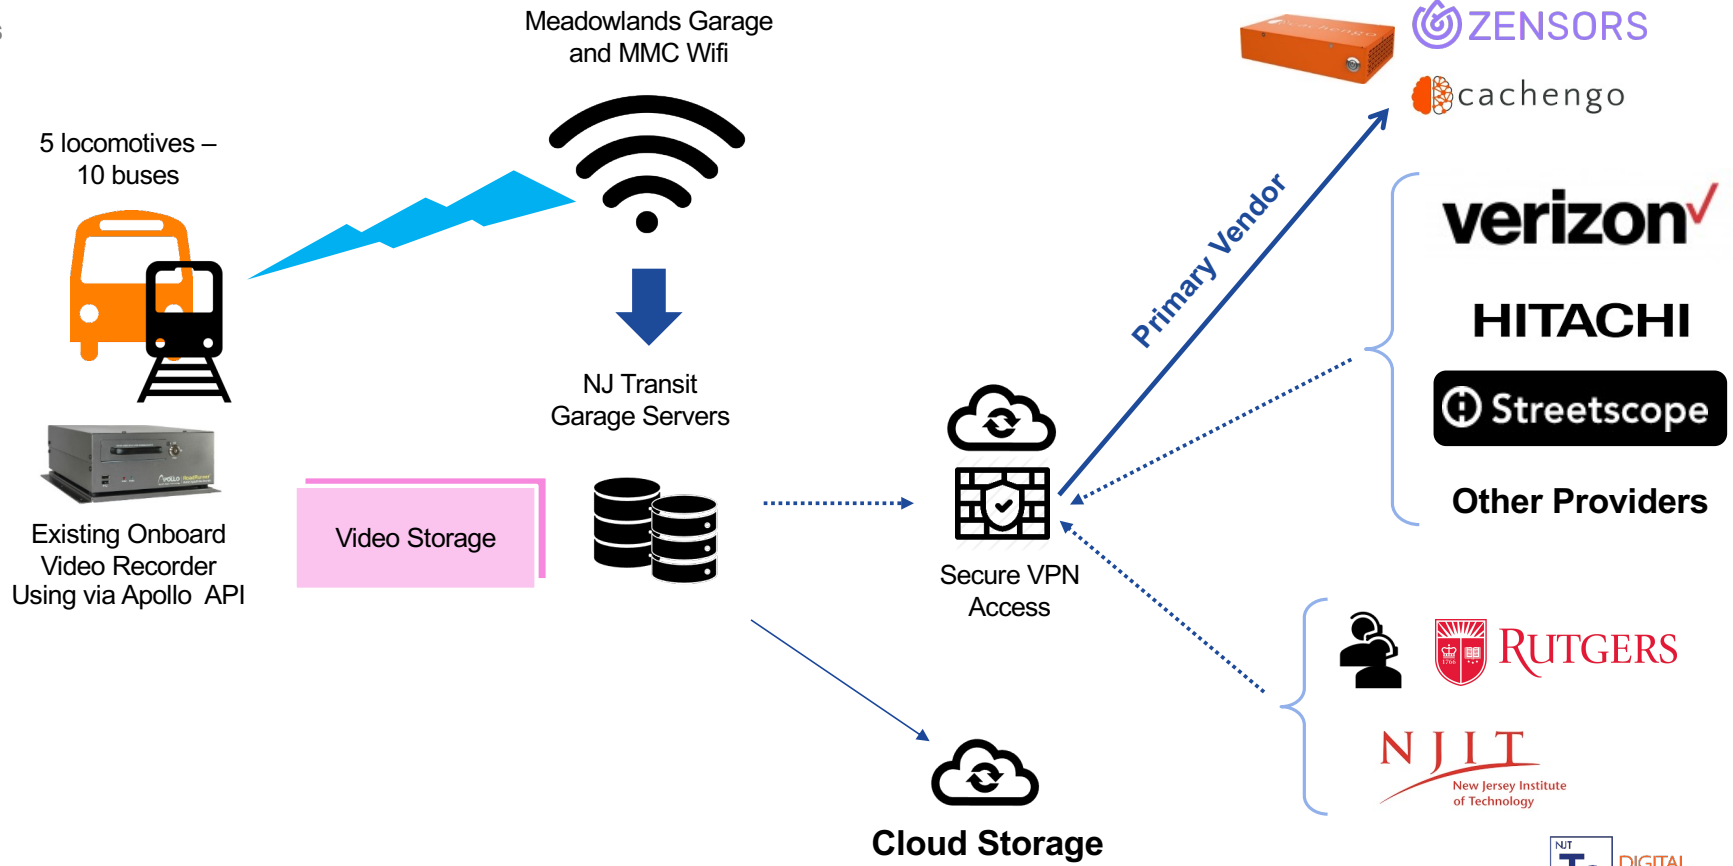 s
Meadowlands Garage
and MMC Wifi
5 locomotives –
10 buses
NJ Transit
Garage Servers
Existing Onboard
Video Recorder
Using via Apollo API
Video Storage
Secure VPN
Access
Cloud Storage
Primary Vendor
cachengo
ZENSORS
cachengo
verizon
HITACHI
Streetscope
Other Providers
1766
RUTGERS
NJIT
New Jersey Institute
of Technology
NJT
DIGITAL